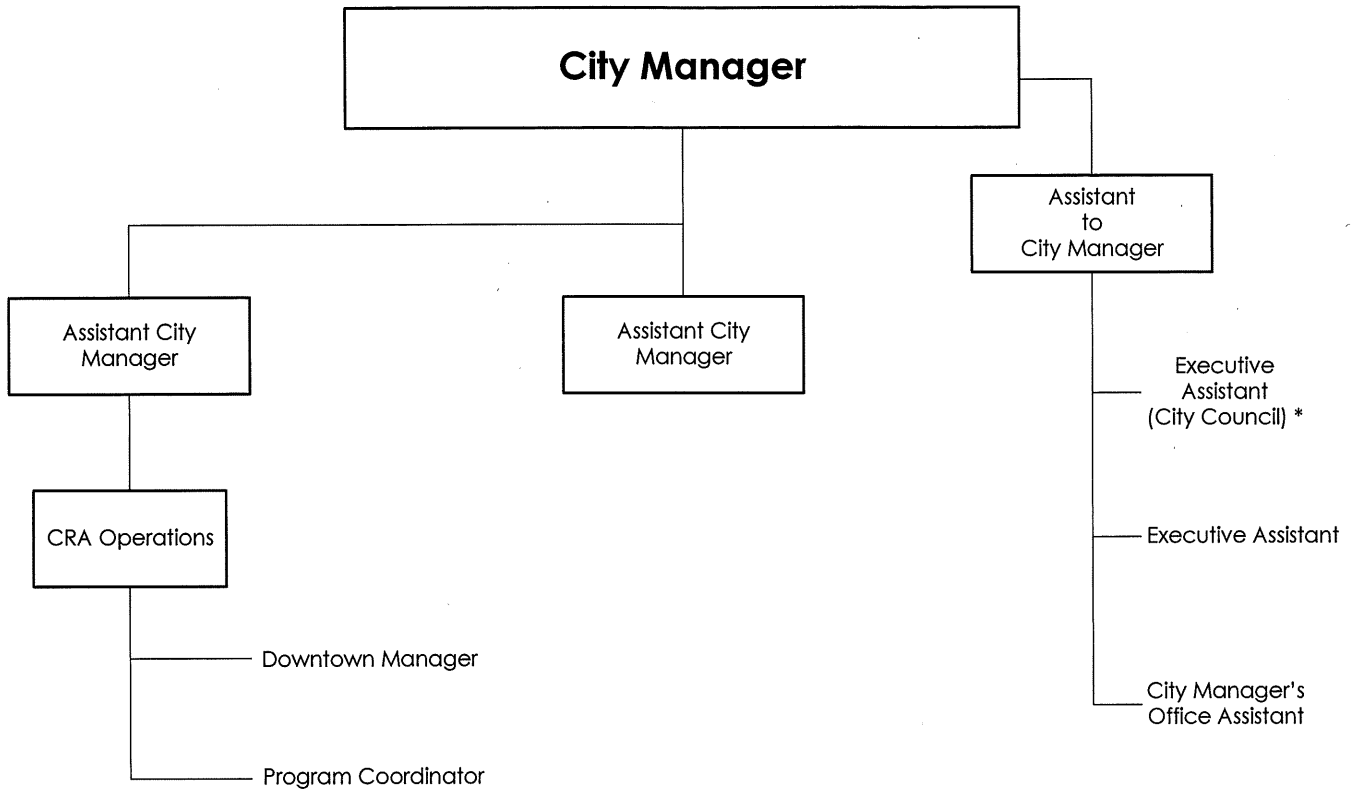 City Manager
Assistant
to
City Manager
Assistant City
Manager
Assistant City
Manager
Executive
Assistant
(City Council) *
CRA Operations
Executive Assistant
Downtown Manager
City Manager's
Office Assistant
Program Coordinator